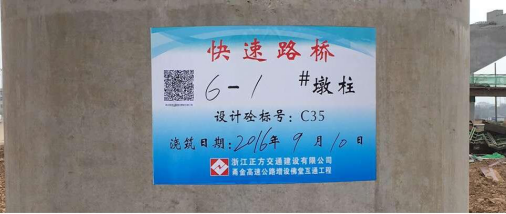 快速路桥
6-1 #墩柱
设计砼标号：C35
浇筑日期：2016年9月10日
浙江正方交通建设有限公司
甬金高速公路增设佛堂互通工程